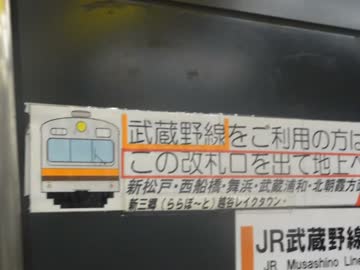 武蔵野線をご利用の方は
この改札口を出て地上へ
新松戸・西船橋・舞浜・武蔵浦和・北朝霞方
新三郷(ららぽーと)越谷レイクタウン・
JR武蔵野線
JR Musashino Line